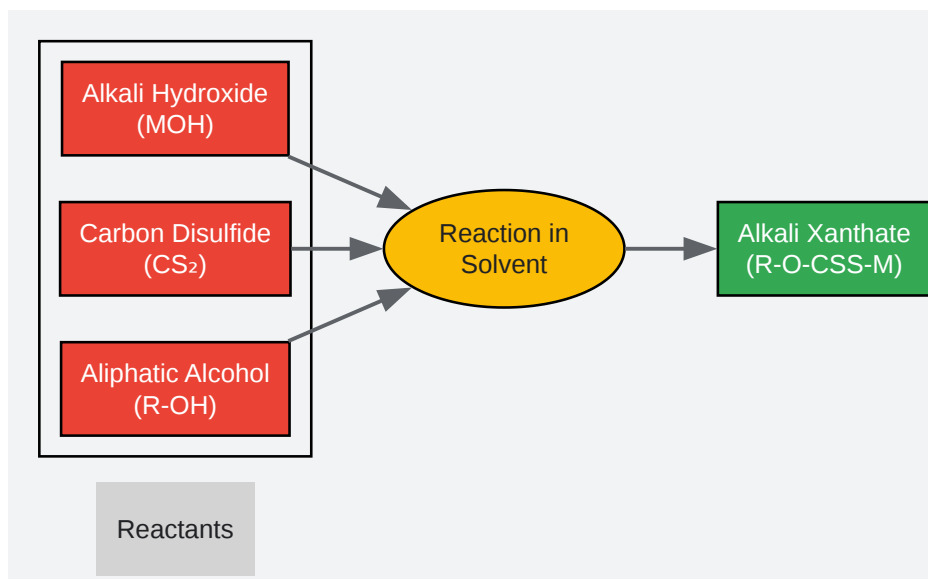 Alkali Hydroxide
(MOH)
Carbon Disulfide
(CS₂)
Aliphatic Alcohol
(R-OH)
Reaction in
Solvent
Alkali Xanthate
(R-O-CSS-M)
Reactants